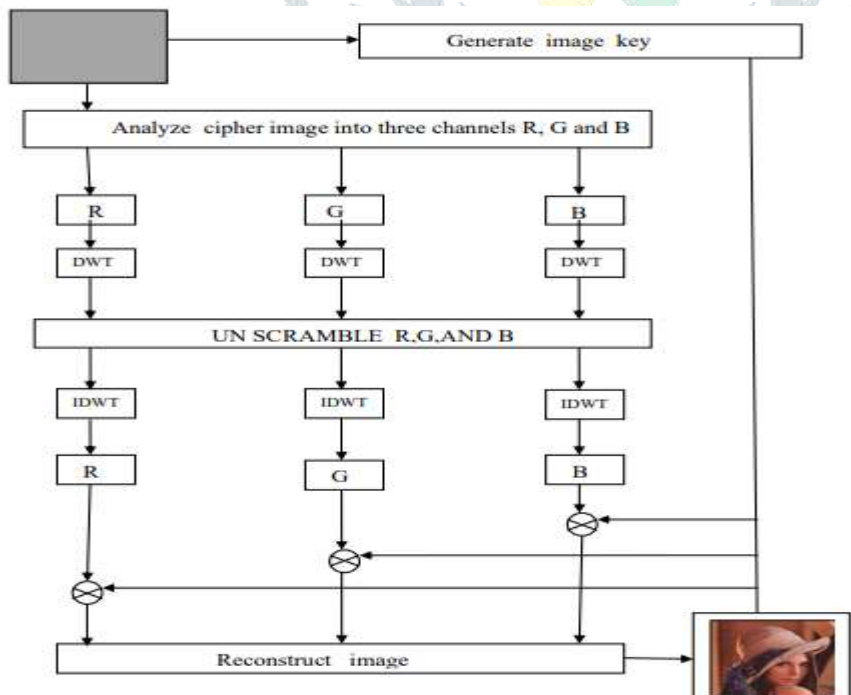 Generate image key
Analyze cipher image into three channels R, G and B
R G B
DWT DWT DWT
UN SCRAMBLE R,G,AND B
IDWT IDWT IDWT
R G B
Reconstruct image